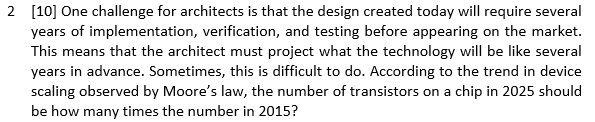 2 [10] One challenge for architects is that the design created today will require several
years of implementation, verification, and testing before appearing on the market.
This means that the architect must project what the technology will be like several
years in advance. Sometimes, this is difficult to do. According to the trend in device
scaling observed by Moore's law, the number of transistors on a chip in 2025 should
be how many times the number in 2015?